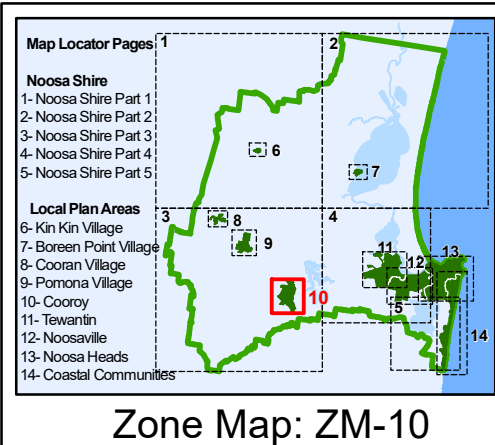 Map Locator Pages
Noosa Shire
1- Noosa Shire Part 1
2- Noosa Shire Part 2
3- Noosa Shire Part 3
4- Noosa Shire Part 4
5- Noosa Shire Part 5
Local Plan Areas
6- Kin Kin Village
7- Boreen Point Village
8- Cooran Village
9- Pomona Village
10- Cooroy
11- Tewantin
12- Noosaville
13- Noosa Heads
14- Coastal Communities
1
2
6
7
3
8
4
9
11
12
13
10
5
14
Zone Map: ZM-10